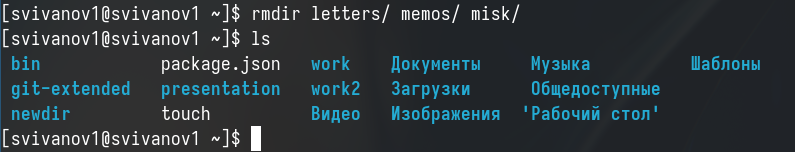 [svivanov1@svivanov1 ~]$ rmdir letters/ memos/ misk/
[svivanov1@svivanov1 ~]$ ls
bin package.json work Документы Музыка Шаблоны
git-extended presentation work2 Загрузки Общедоступные
newdir touch Видео Изображения 'Рабочий стол'
[svivanov1@svivanov1 ~]$